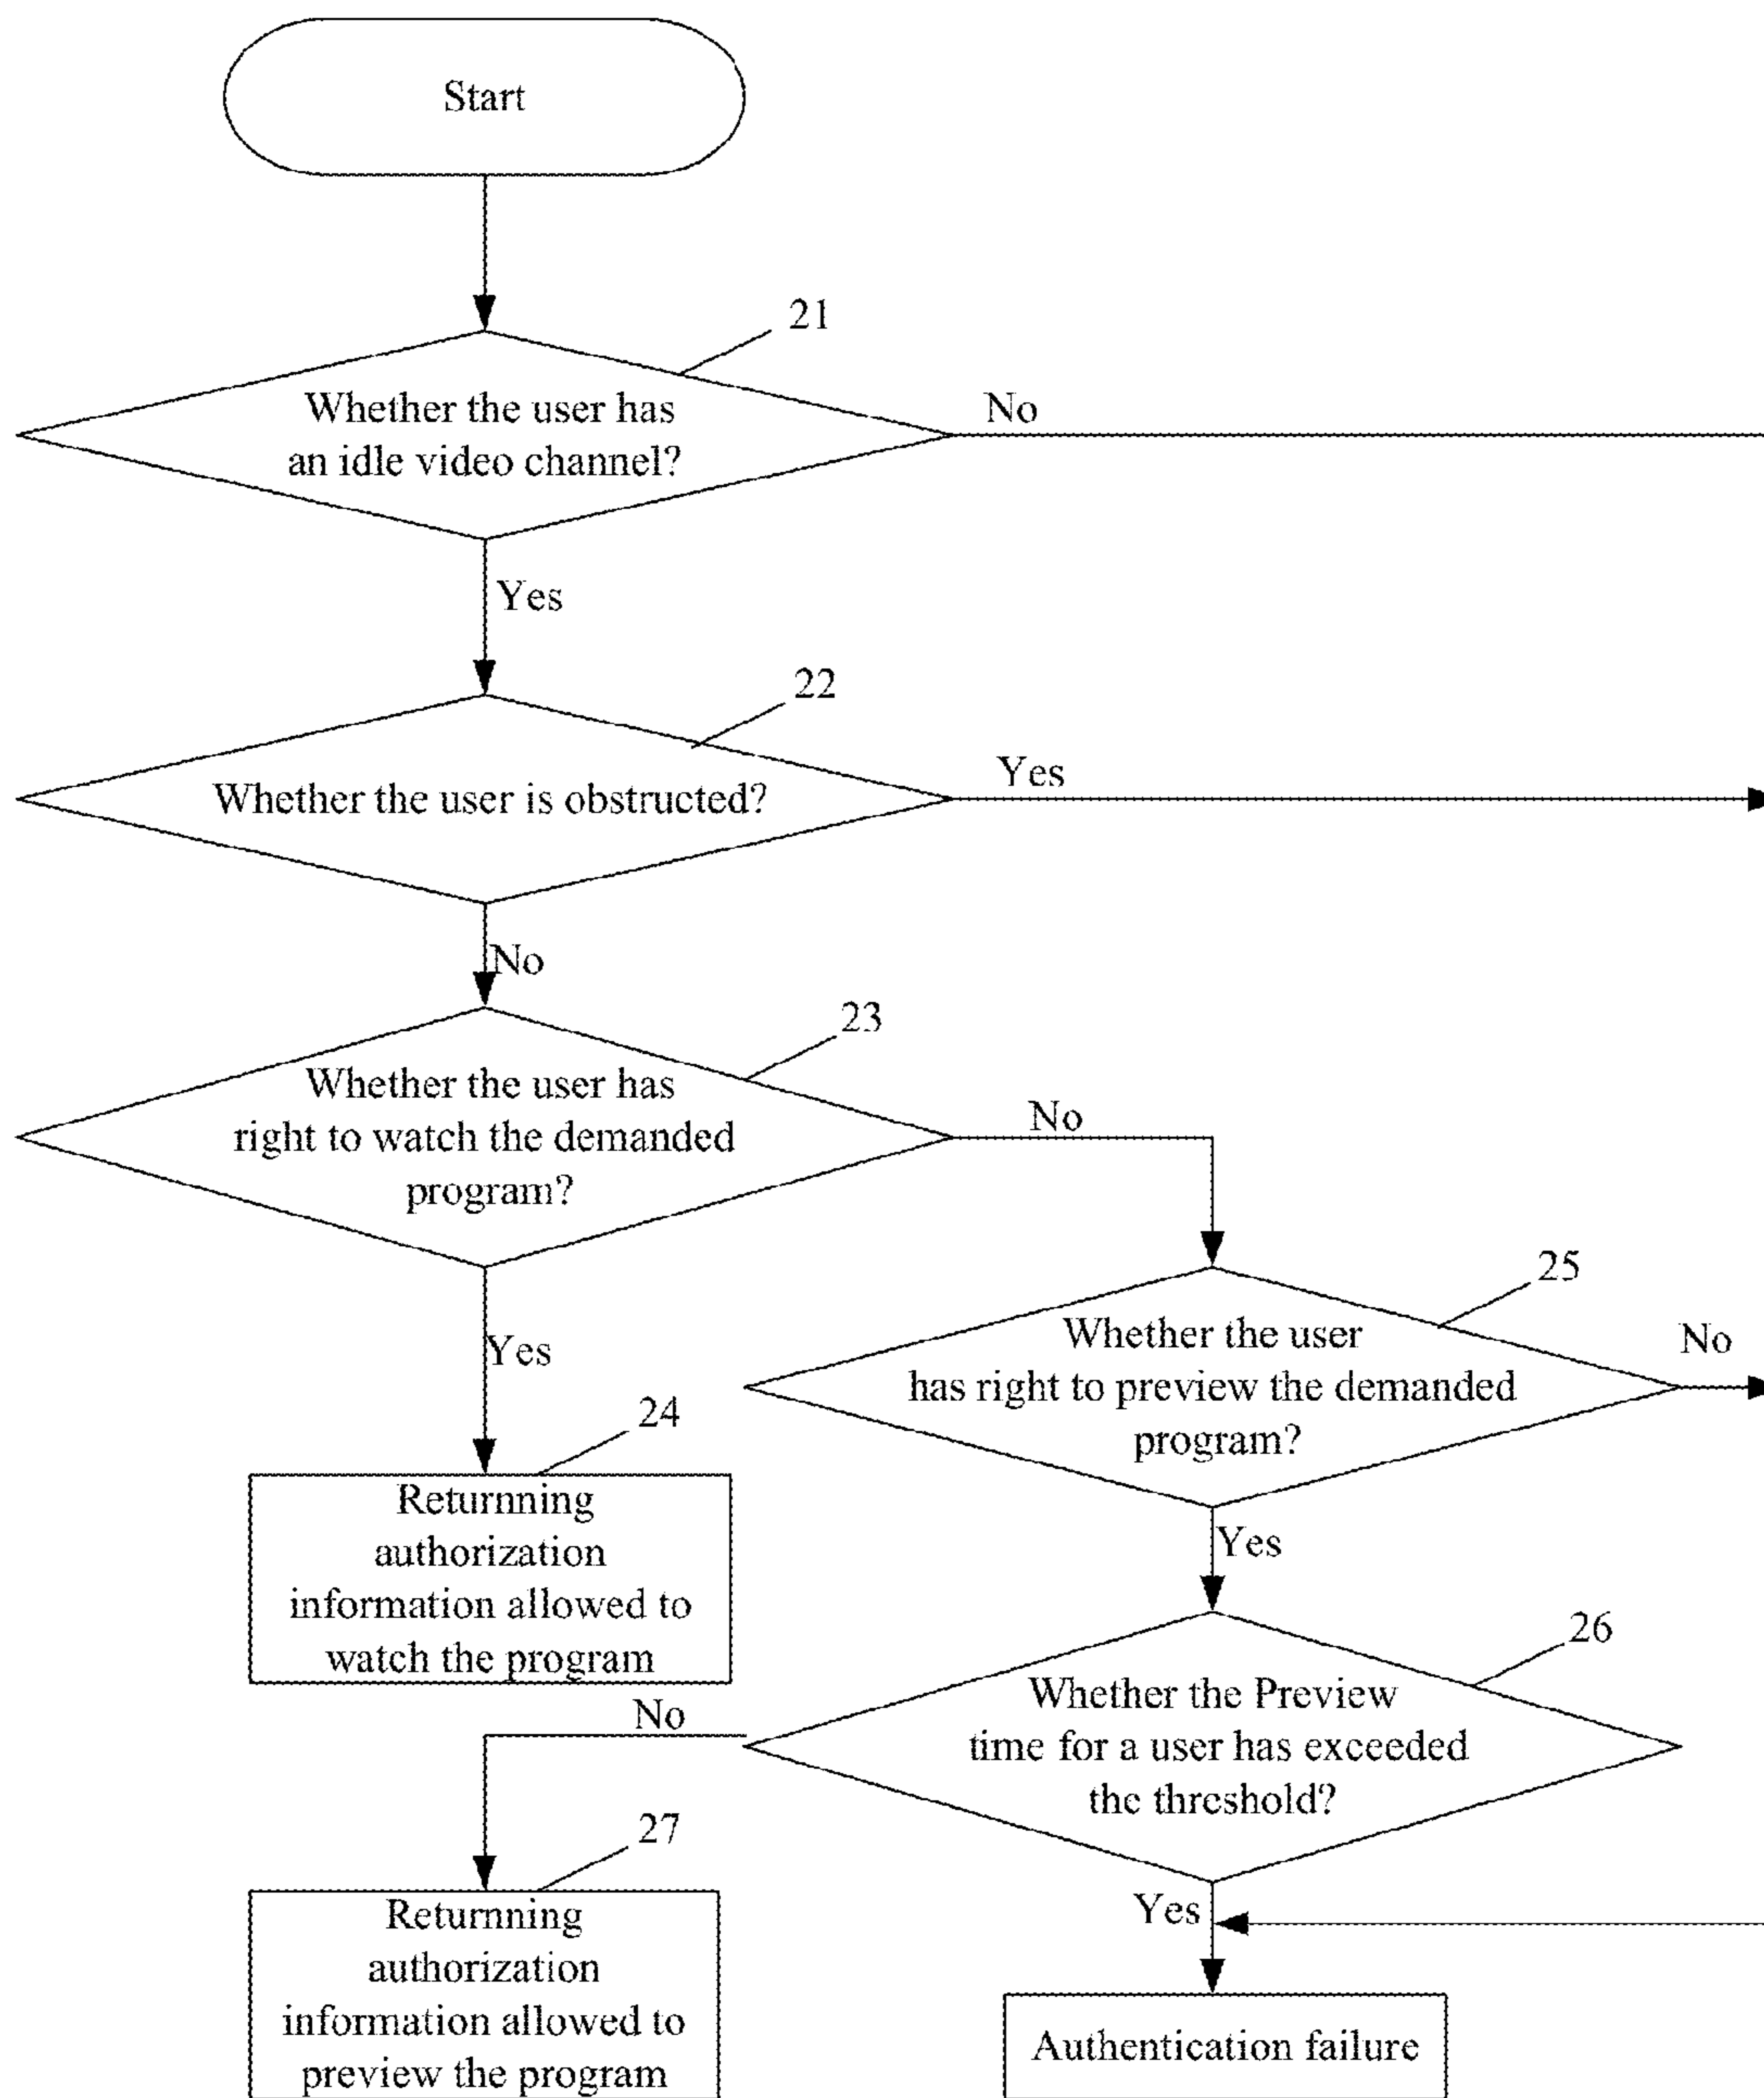 Start
21
Whether the user has
an idle video channel?
No
Yes
22
Whether the user is obstructed?
Yes
No
23
Whether the user has
right to watch the demanded
program?
No
Yes
25
Whether the user
has right to preview the demanded
program?
No
24
Returnning
authorization
information allowed to
watch the program
Yes
26
Whether the Preview
time for a user has exceeded
the threshold?
No
27
Returnning
authorization
information allowed to
preview the program
Yes
Authentication failure